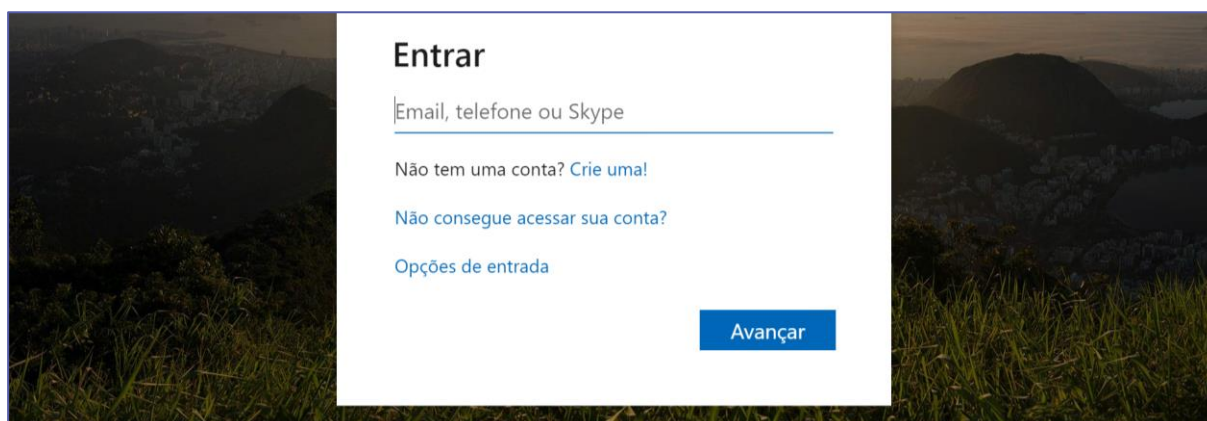 Entrar
Email, telefone ou Skype
Não tem uma conta? Crie uma!
Não consegue acessar sua conta?
Opções de entrada
Avançar